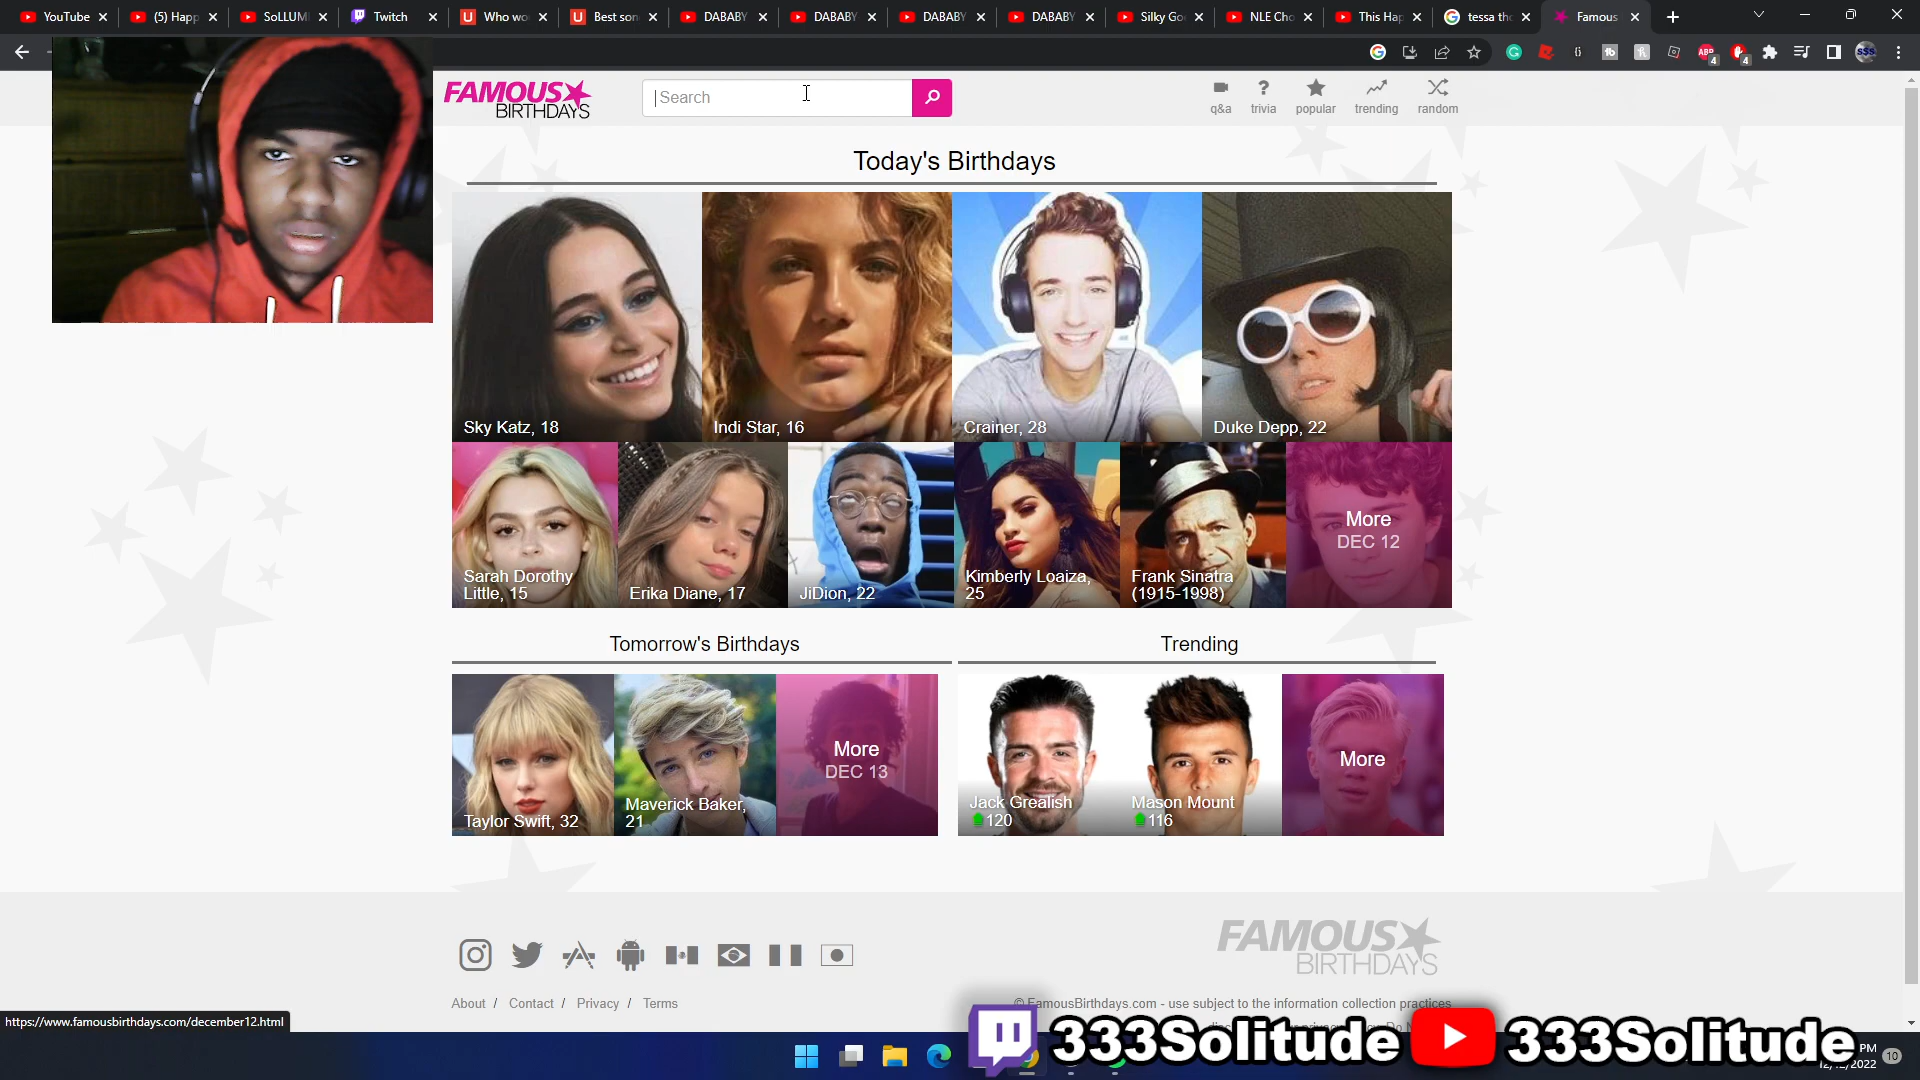 YouTube
(5) Happ
SoLLUMI
Twitch
Who wo
Best son
DABABY
DABABY
DABABY
DABABY
Silky Go
NLE Cho
This Hap
tessa tho
Famous
FAMOUS
BIRTHDAYS
Search
q&a
trivia
popular
trending
random
Today's Birthdays
Sky Katz, 18
Indi Star, 16
Crainer, 28
Duke Depp, 22
Sarah Dorothy
Little, 15
Erika Diane, 17
JiDion, 22
Kimberly Loaiza,
25
Frank Sinatra
(1915-1998)
More
DEC 12
Tomorrow's Birthdays
Trending
Taylor Swift, 32
Maverick Baker,
21
More
DEC 13
Jack Grealish
120
Mason Mount
116
More
FAMOUS
BIRTHDAYS
About / Contact / Privacy / Terms
© FamousBirthdays.com - use subject to the information collection practices
https://www.famousbirthdays.com/december12.html
333Solitude
333Solitude
PM
10